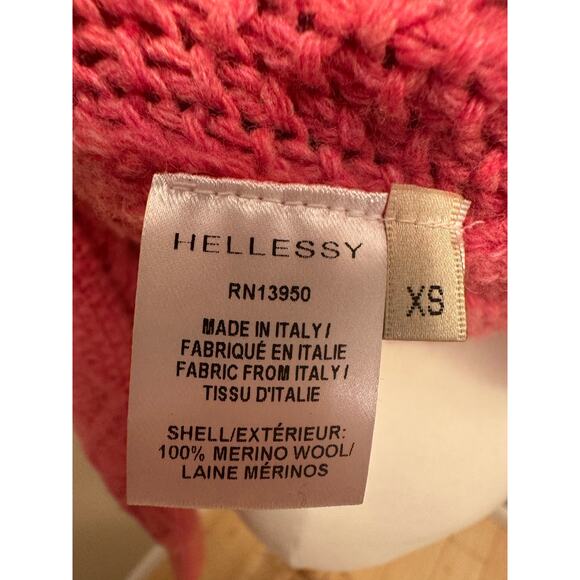 HELLESSY
RN13950
MADE IN ITALY/
FABRIQUÉ EN ITALIE
FABRIC FROM ITALY/
TISSU D'ITALIE
SHELL/EXTÉRIEUR:
100% MERINO WOOL/
LAINE MÉRINOS
XS